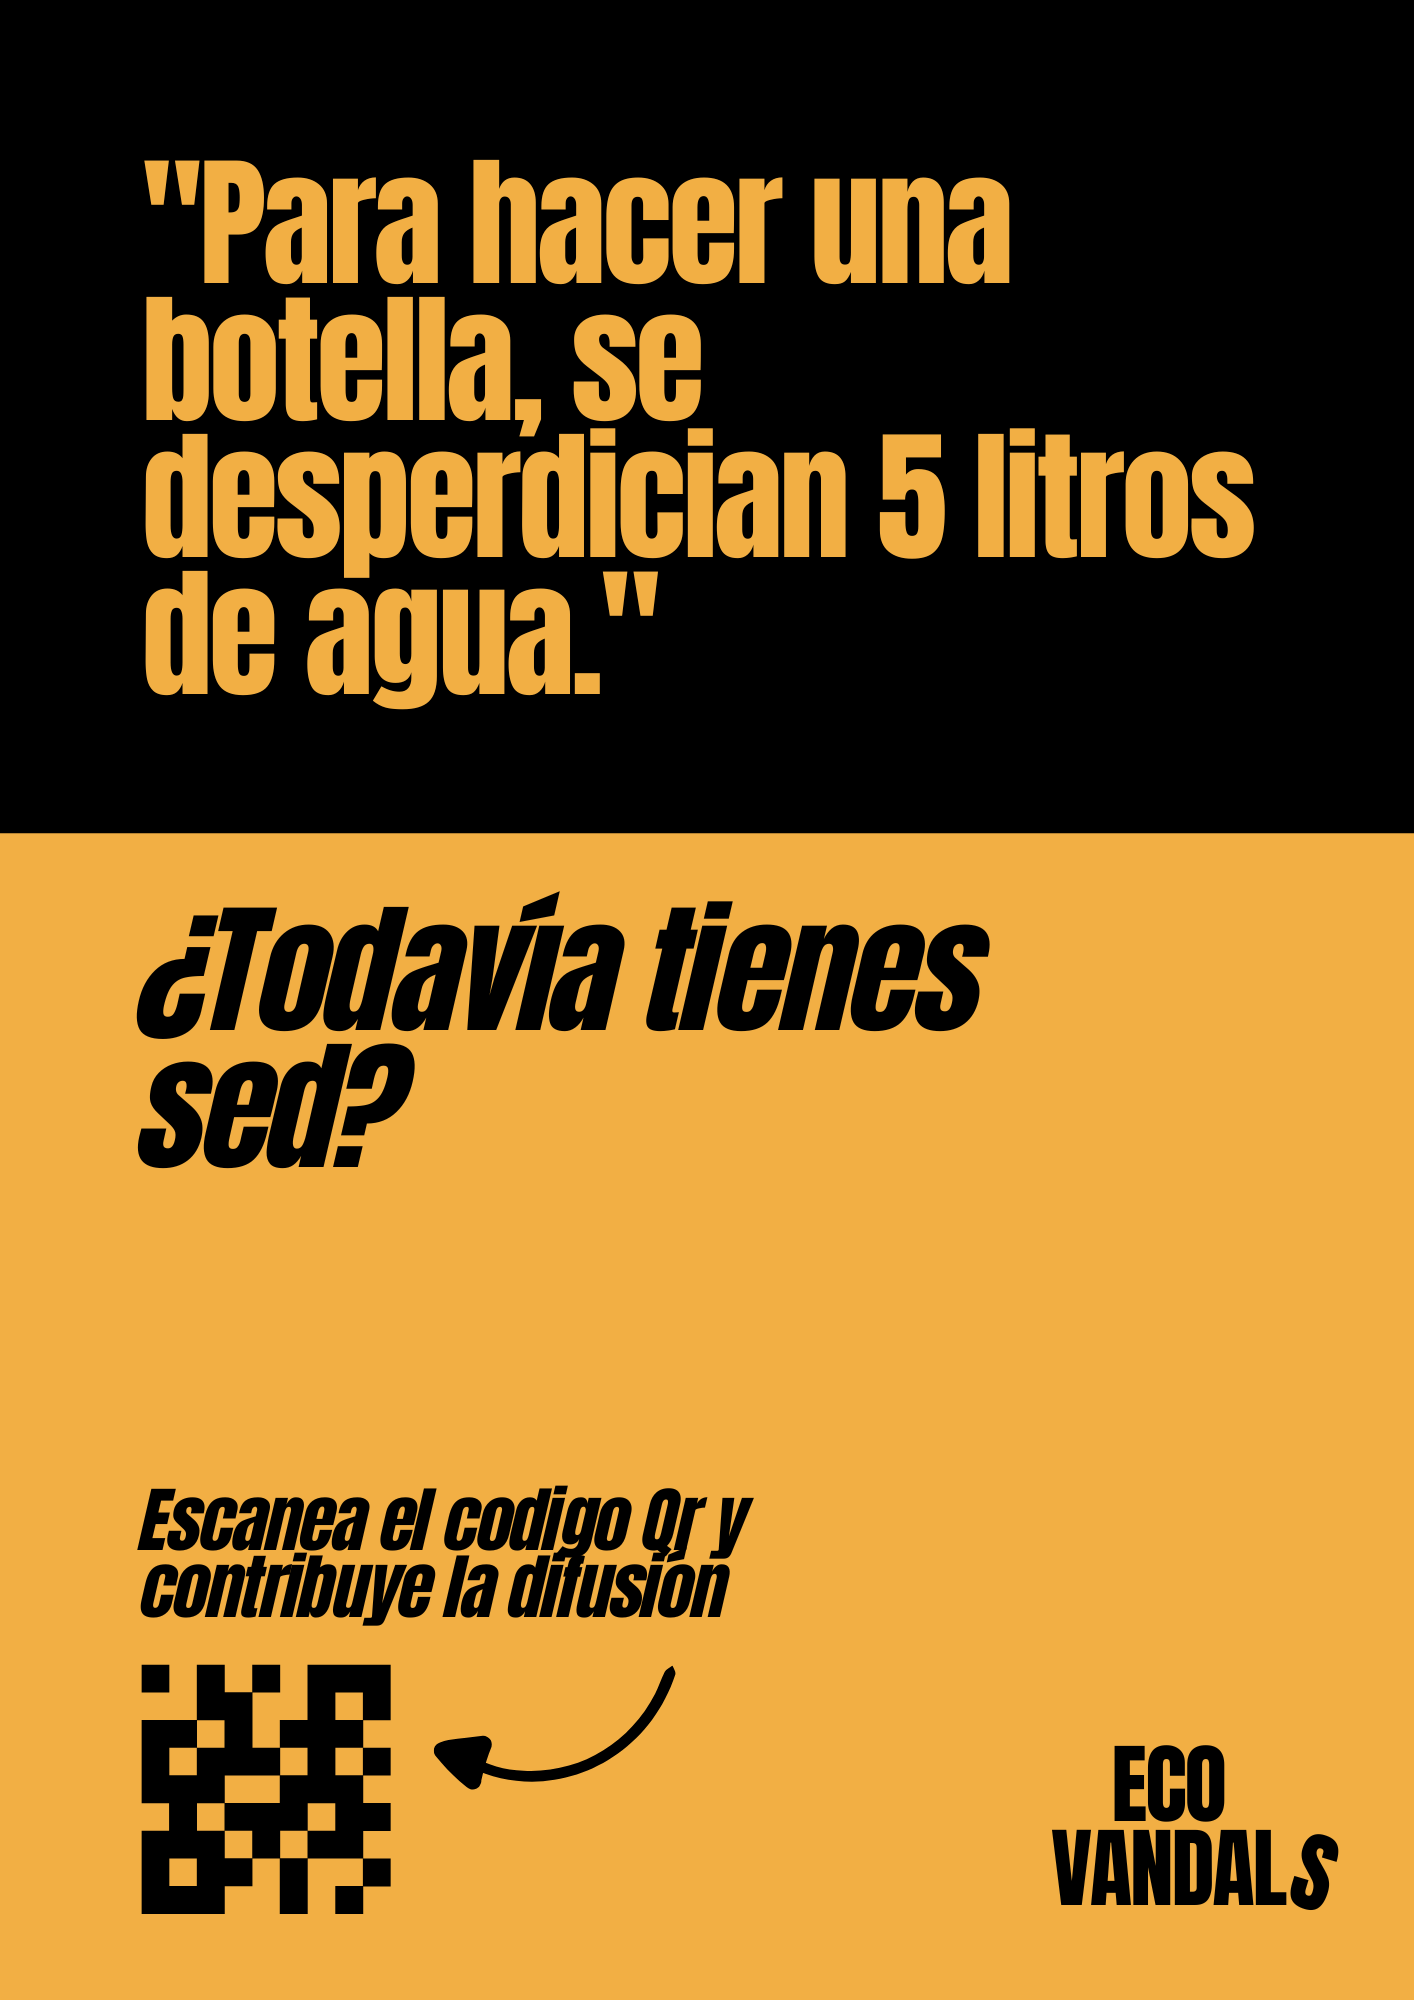 "Para hacer una
botella, se
desperdician 5 litros
de agua."
¿Todavía tienes
sed?
Escanea el codigo Qr y
contribuye la difusión
ECO
VANDALS